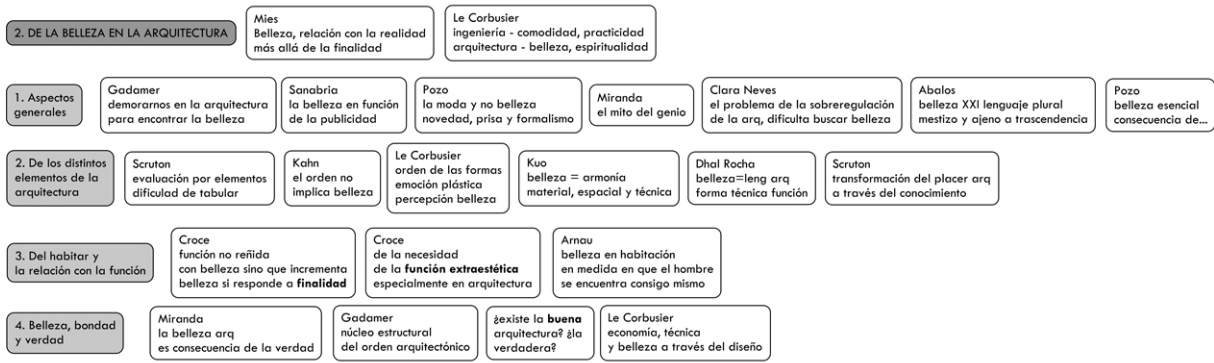 2. DE LA BELLEZA EN LA ARQUITECTURA
Mies
Belleza, relación con la realidad
más allá de la finalidad
Le Corbusier
ingeniería - comodidad, practicidad
arquitectura - belleza, espiritualidad
1. Aspectos
generales
Gadamer
demorarnos en la arquitectura
para encontrar la belleza
Sanabria
la belleza en función
de la publicidad
Pozo
la moda y no belleza
novedad, prisa y formalismo
Miranda
el mito del genio
Clara Neves
el problema de la sobreregulación
de la arq, dificulta buscar belleza
Abalos
belleza XXI lenguaje plural
mestizo y ajeno a trascendencia
Pozo
belleza esencial
consecuencia de...
2. De los distintos
elementos de la
arquitectura
Scruton
evaluación por elementos
dificuldad de tabular
Kahn
el orden no
implica belleza
Le Corbusier
orden de las formas
emoción plástica
percepción belleza
Kuo
belleza = armonía
material, espacial y técnica
Dhal Rocha
belleza=leng arq
forma técnica función
Scruton
transformación del placer arq
a través del conocimiento
3. Del habitar y
la relación con la función
Croce
función no reñida
con belleza sino que incrementa
belleza si responde a finalidad
Croce
de la necesidad
de la función extraestética
especialmente en arquitectura
Arnau
belleza en habitación
en medida en que el hombre
se encuentra consigo mismo
4. Belleza, bondad
y verdad
Miranda
la belleza arq
es consecuencia de la verdad
Gadamer
núcleo estructural
del orden arquitectónico
¿existe la buena
arquitectura? ¿la
verdadera?
Le Corbusier
economía, técnica
y belleza a través del diseño